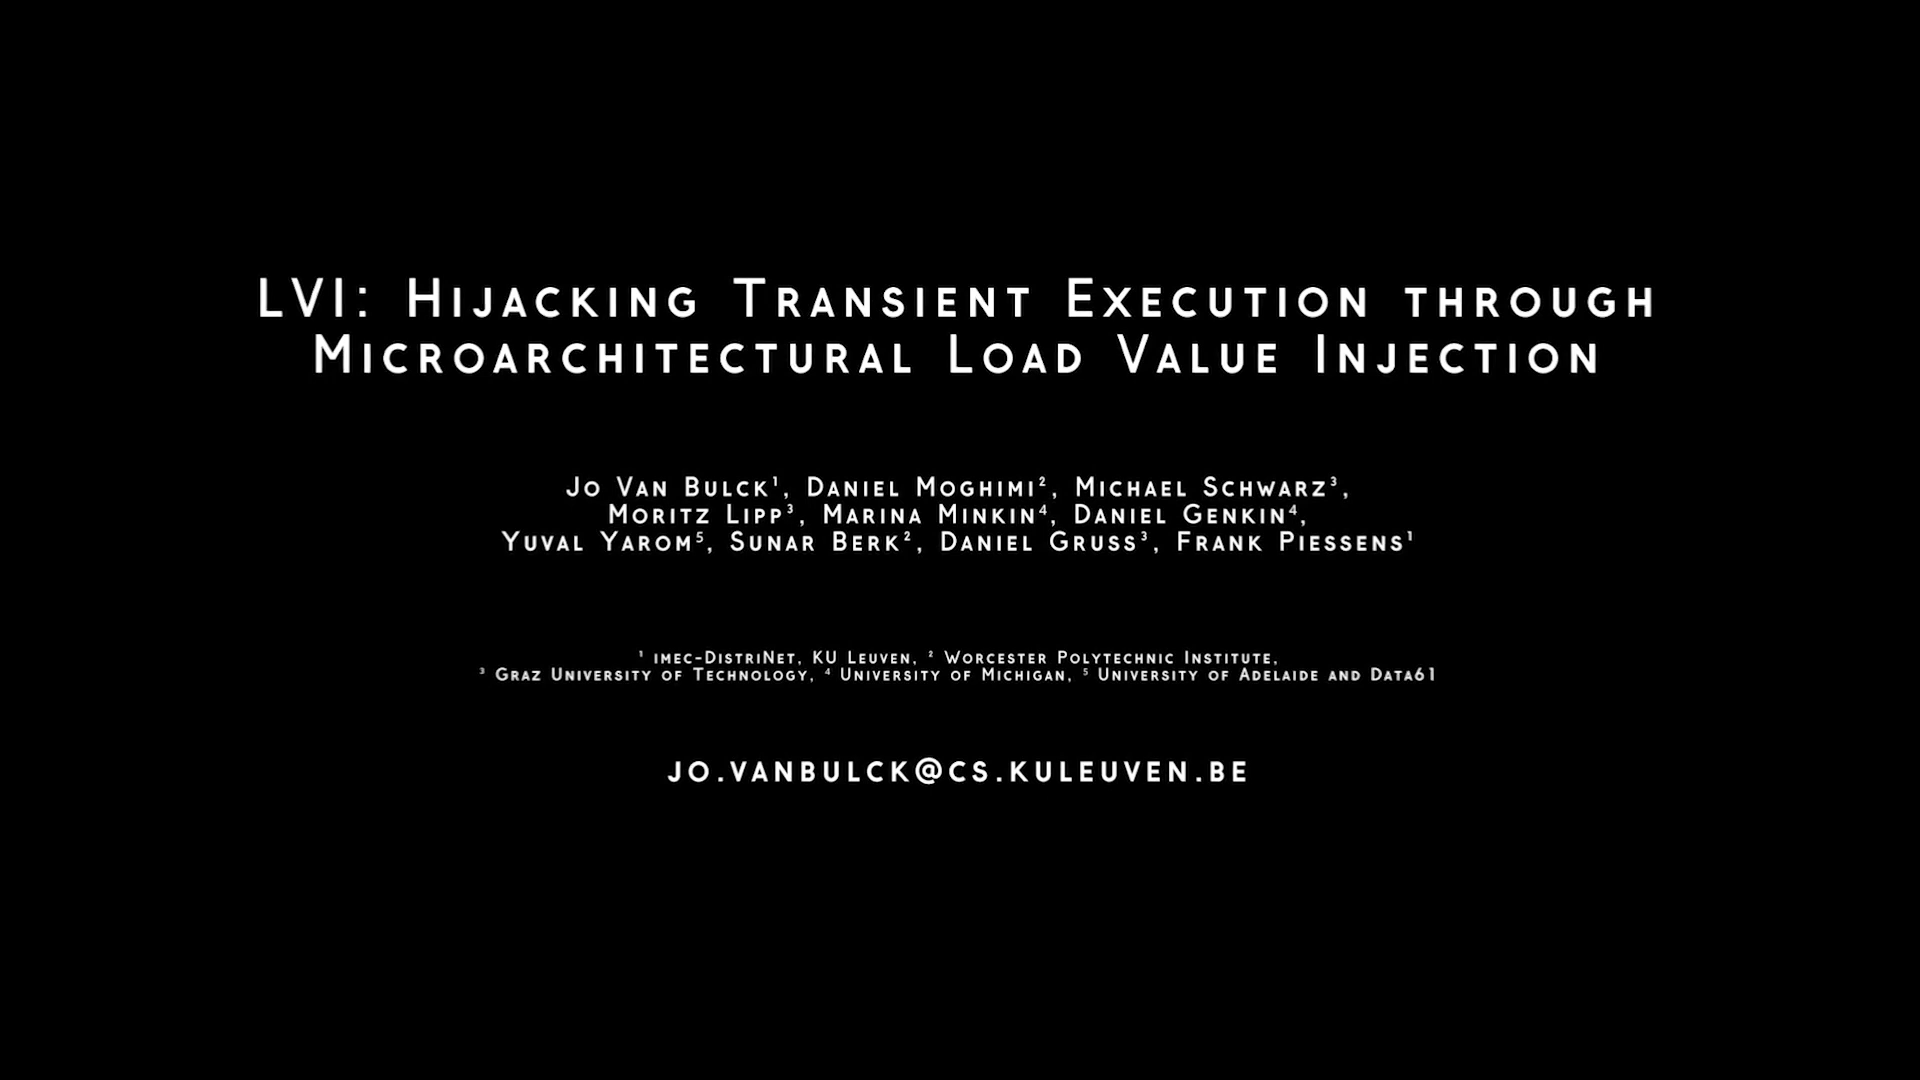 LVI: Hijacking Transient Execution through
Microarchitectural Load Value Injection
Jo Van Bulck¹, Daniel Moghimi², Michael Schwarz³,
Moritz Lipp³, Marina Minkin⁴, Daniel Genkin⁴,
Yuval Yarom⁵, Sunar Berk², Daniel Gruss³, Frank Piessens¹
¹ imec-DistriNet, KU Leuven, ² Worcester Polytechnic Institute,
³ Graz University of Technology, ⁴ University of Michigan, ⁵ University of Adelaide and Data61
jo.vanbulck@cs.kuleuven.be